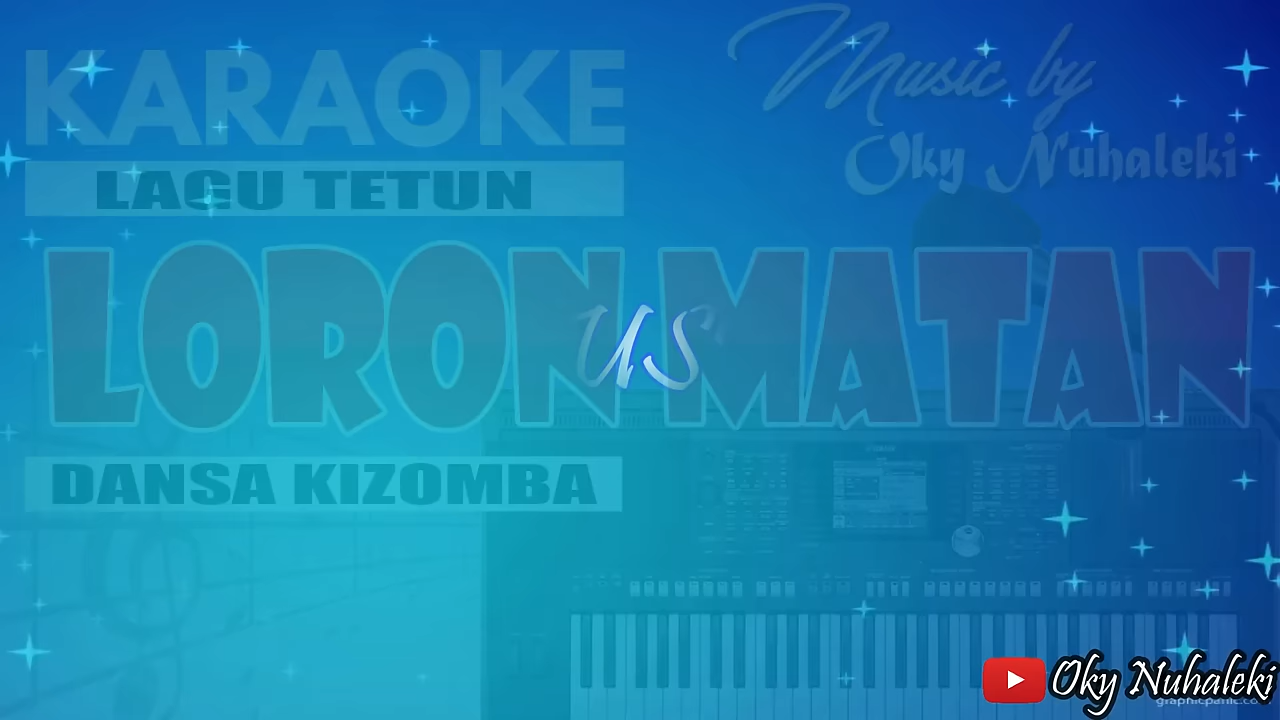 KARAOKE
Music by
Oky Nuhaleki
LAGU TETUN
LORON MATAN
US
DANSA KIZOMBA
Oky Nuhaleki